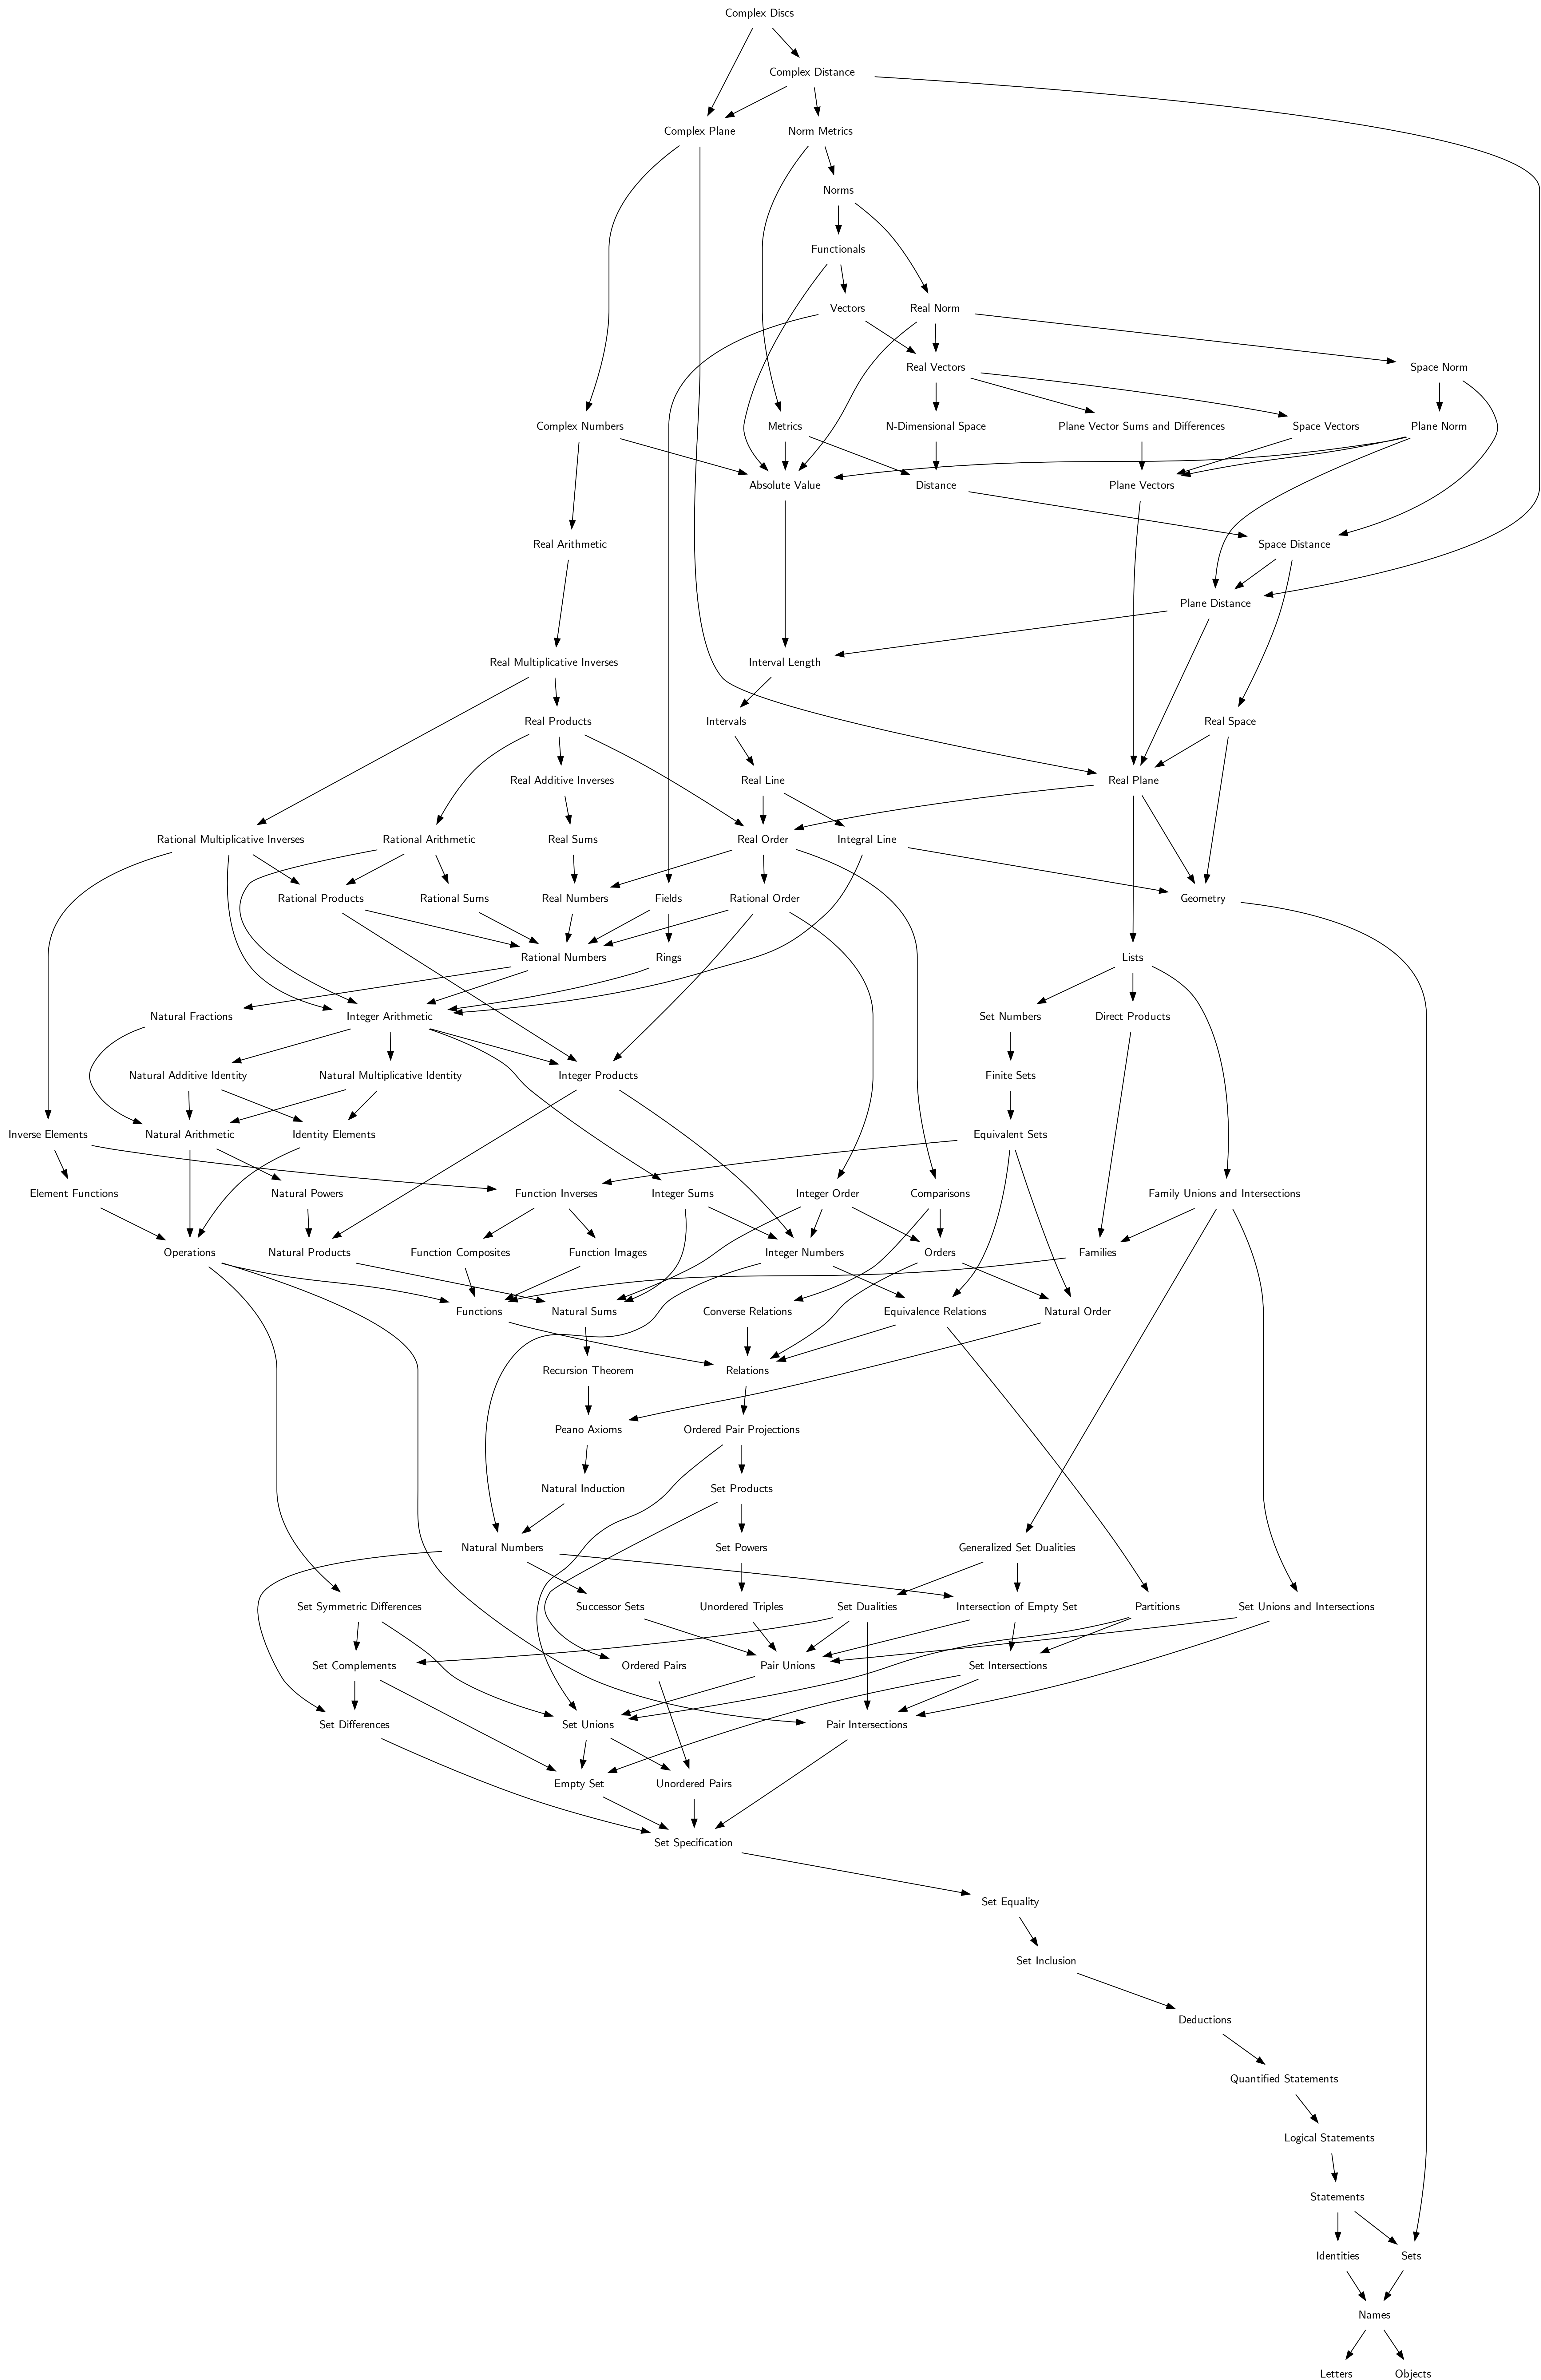 Complex Discs
Complex Distance
Complex Plane
Norm Metrics
Norms
Functionals
Vectors
Real Norm
Real Vectors
Space Norm
Complex Numbers
Metrics
N-Dimensional Space
Plane Vector Sums and Differences
Space Vectors
Plane Norm
Absolute Value
Distance
Plane Vectors
Real Arithmetic
Space Distance
Plane Distance
Real Multiplicative Inverses
Interval Length
Real Products
Intervals
Real Space
Real Additive Inverses
Real Line
Real Plane
Rational Multiplicative Inverses
Rational Arithmetic
Real Sums
Real Order
Integral Line
Rational Products
Rational Sums
Real Numbers
Fields
Rational Order
Geometry
Rational Numbers
Rings
Lists
Natural Fractions
Integer Arithmetic
Set Numbers
Direct Products
Natural Additive Identity
Natural Multiplicative Identity
Integer Products
Finite Sets
Inverse Elements
Natural Arithmetic
Identity Elements
Equivalent Sets
Element Functions
Natural Powers
Function Inverses
Integer Sums
Integer Order
Comparisons
Family Unions and Intersections
Operations
Natural Products
Function Composites
Function Images
Integer Numbers
Orders
Families
Functions
Natural Sums
Converse Relations
Equivalence Relations
Natural Order
Recursion Theorem
Relations
Peano Axioms
Ordered Pair Projections
Natural Induction
Set Products
Natural Numbers
Set Powers
Generalized Set Dualities
Set Symmetric Differences
Successor Sets
Unordered Triples
Set Dualities
Intersection of Empty Set
Partitions
Set Unions and Intersections
Set Complements
Ordered Pairs
Pair Unions
Set Intersections
Set Differences
Set Unions
Pair Intersections
Empty Set
Unordered Pairs
Set Specification
Set Equality
Set Inclusion
Deductions
Quantified Statements
Logical Statements
Statements
Identities
Sets
Names
Letters
Objects